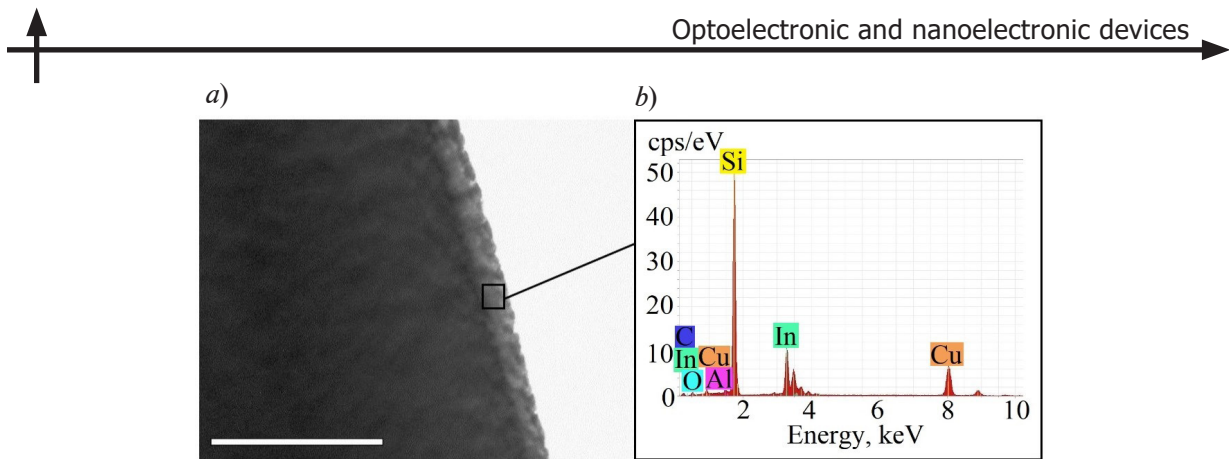 Optoelectronic and nanoelectronic devices
a)
b)
cps/eV
50
40
30
20
10
0
Si
C
In
O
Cu
Al
In
Cu
2 4 6 8 10
Energy, keV